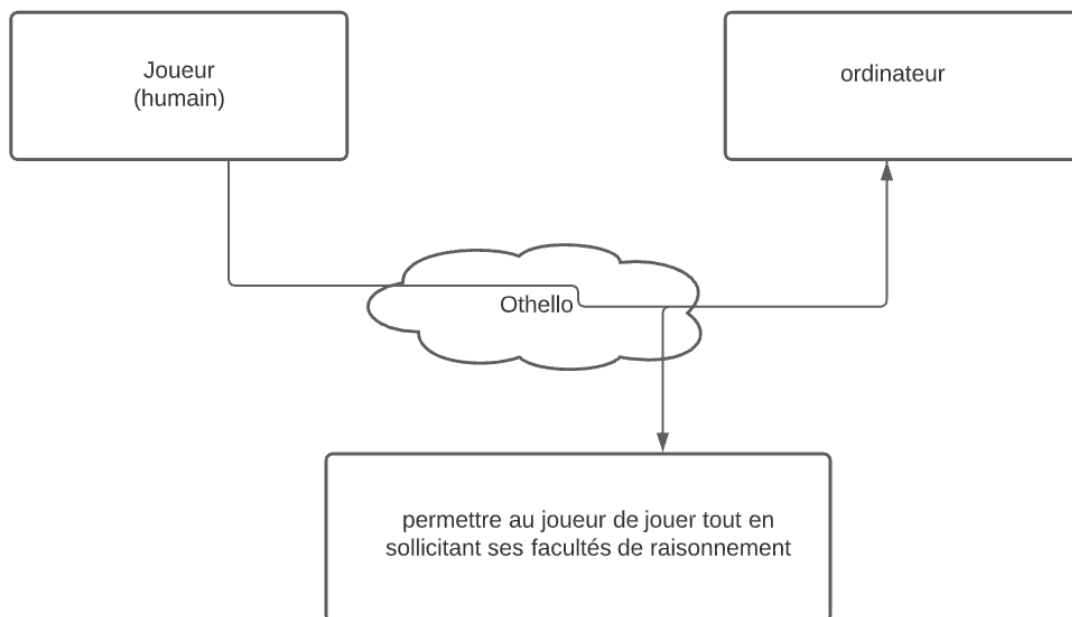 Joueur
(humain)
ordinateur
Othello
permettre au joueur de jouer tout en
sollicitant ses facultés de raisonnement